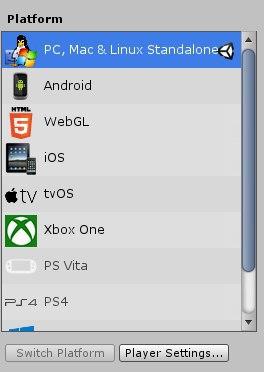 Platform
PC, Mac & Linux Standalone
Android
HTML
5
WebGL
iOS
tv
tvOS
Xbox One
PS Vita
PS4
PS4
Switch Platform
Player Settings...